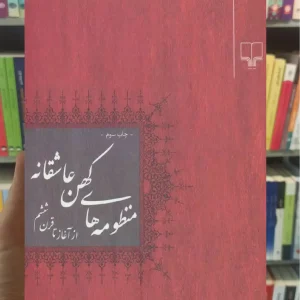 - چاپ سوم -
منظومه‌های کهن عاشقانه
از آغاز تا قرن ششم